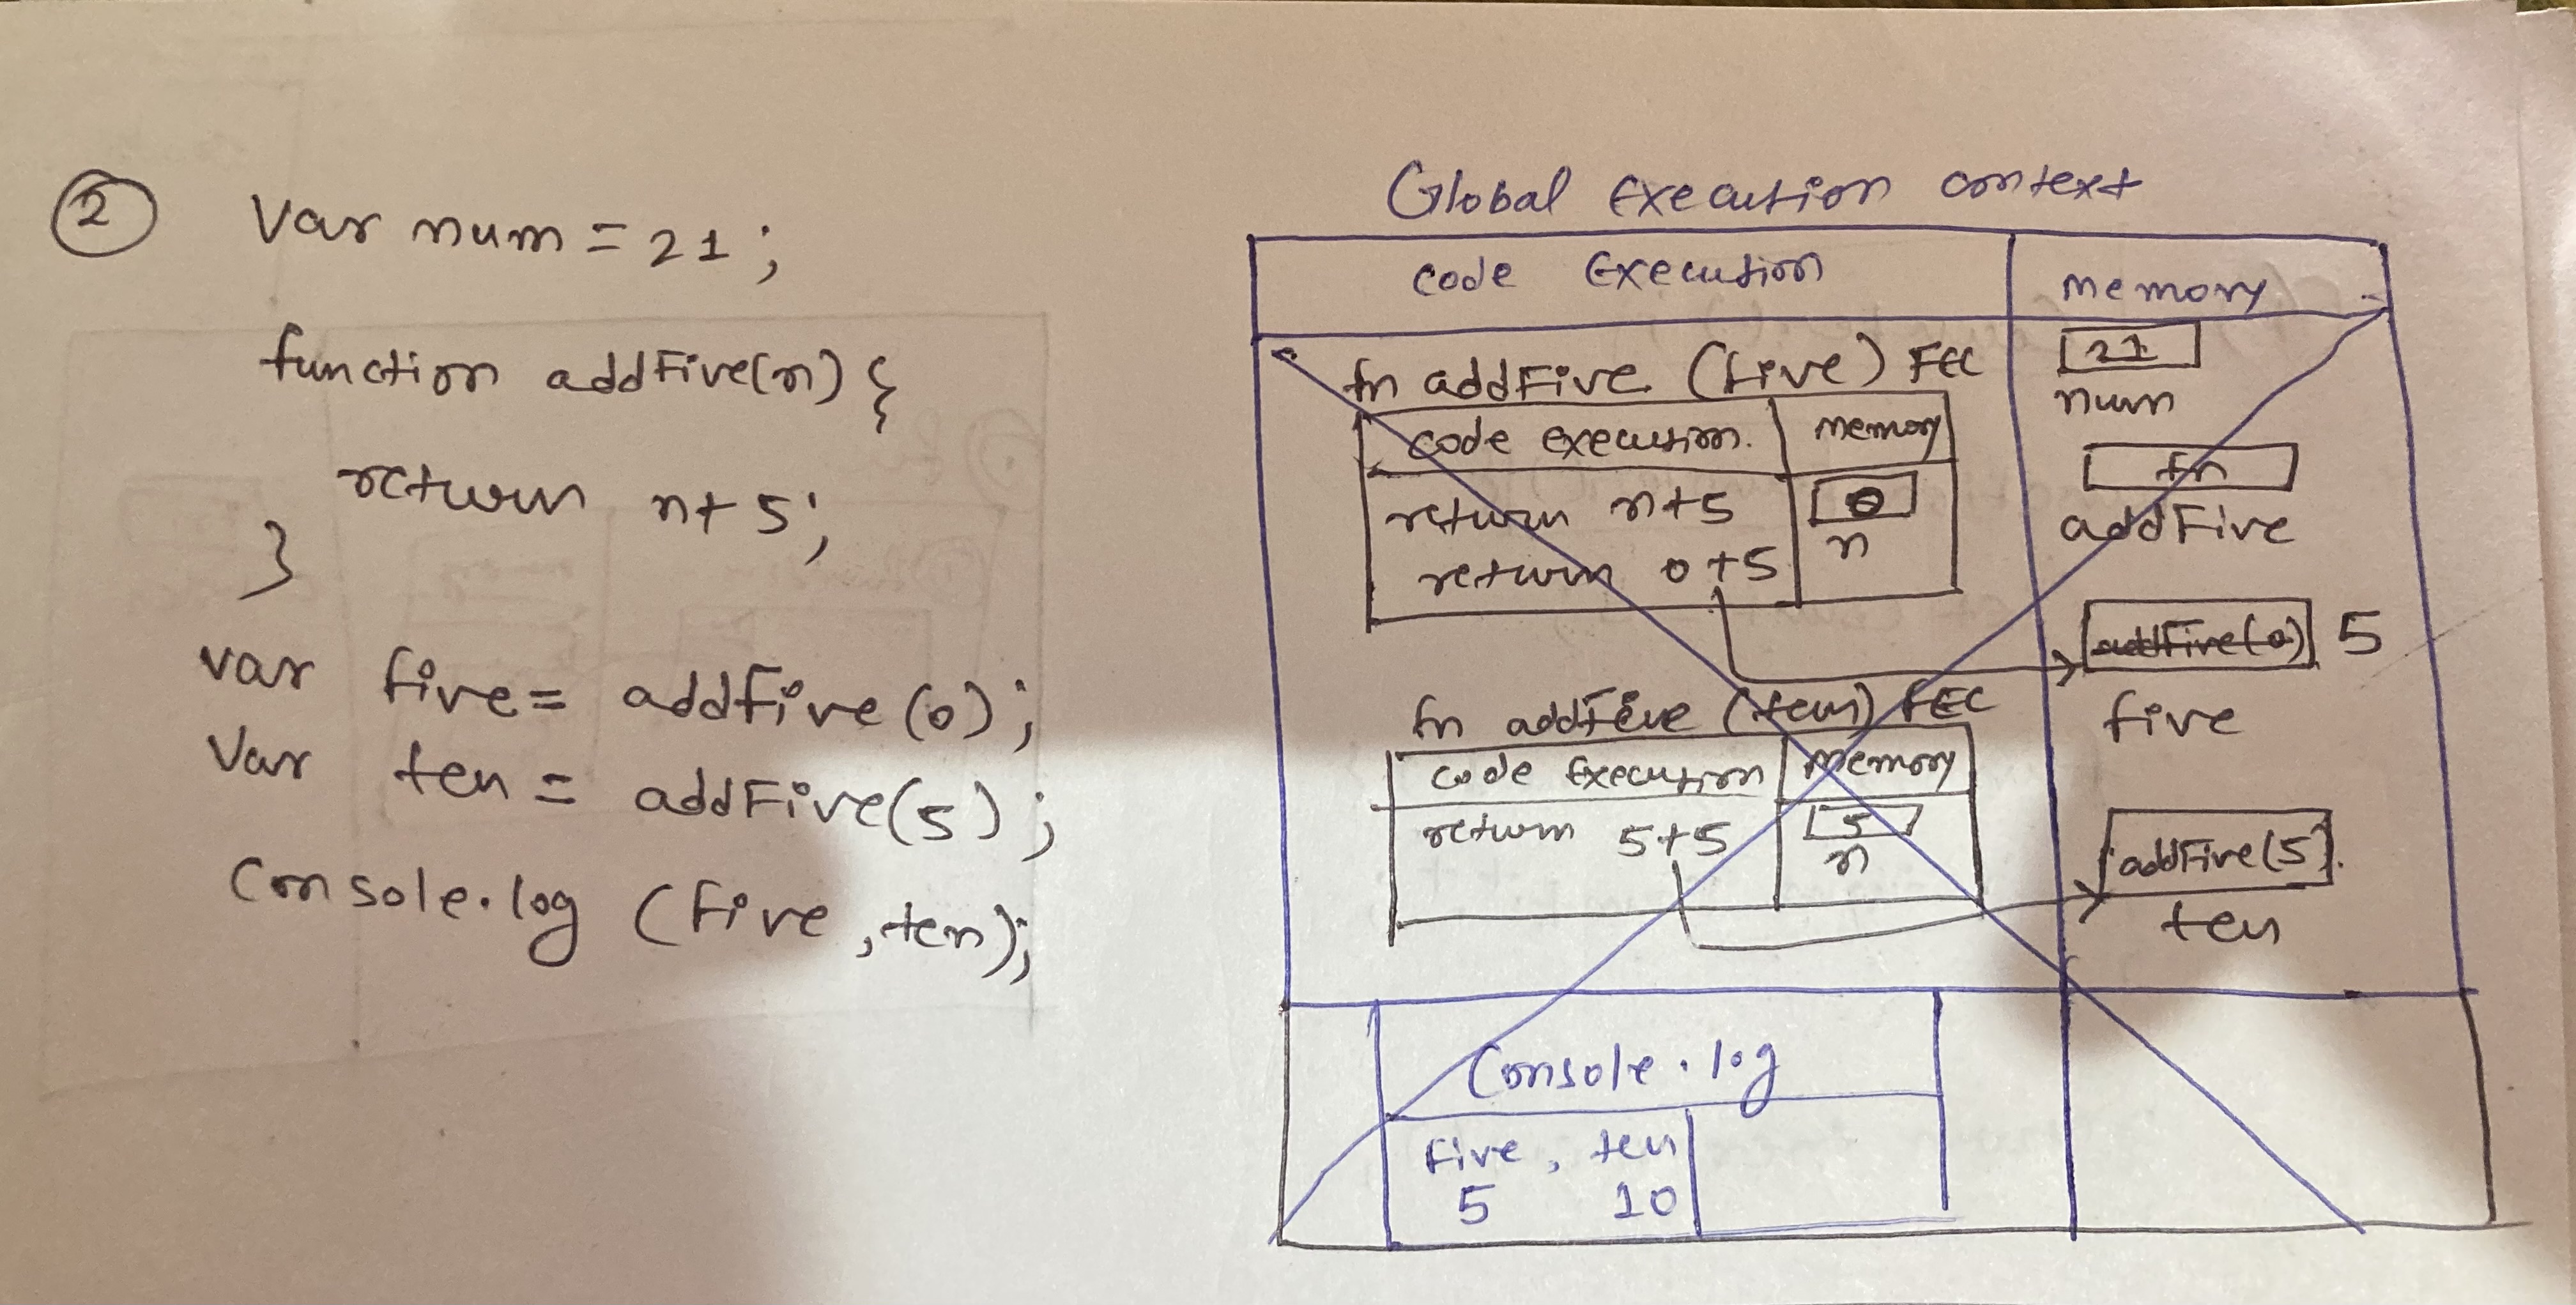 2
var num = 21;
function addFive(n) {
return n+5;
}
var five = addFive(0);
Var ten = addFive(5);
Console.log (five, ten);
Global Execution context
Code Execution
memory
fn addFive (five) FEC
code execution.
memory
return n+5
0
return 0+5
n
21
num
fn
addFive
addFive(0) 5
five
fn addFive (ten) FEC
code Execution
memory
return 5+5
5
n
addFive(5).
ten
Console.log
five, ten
5 10